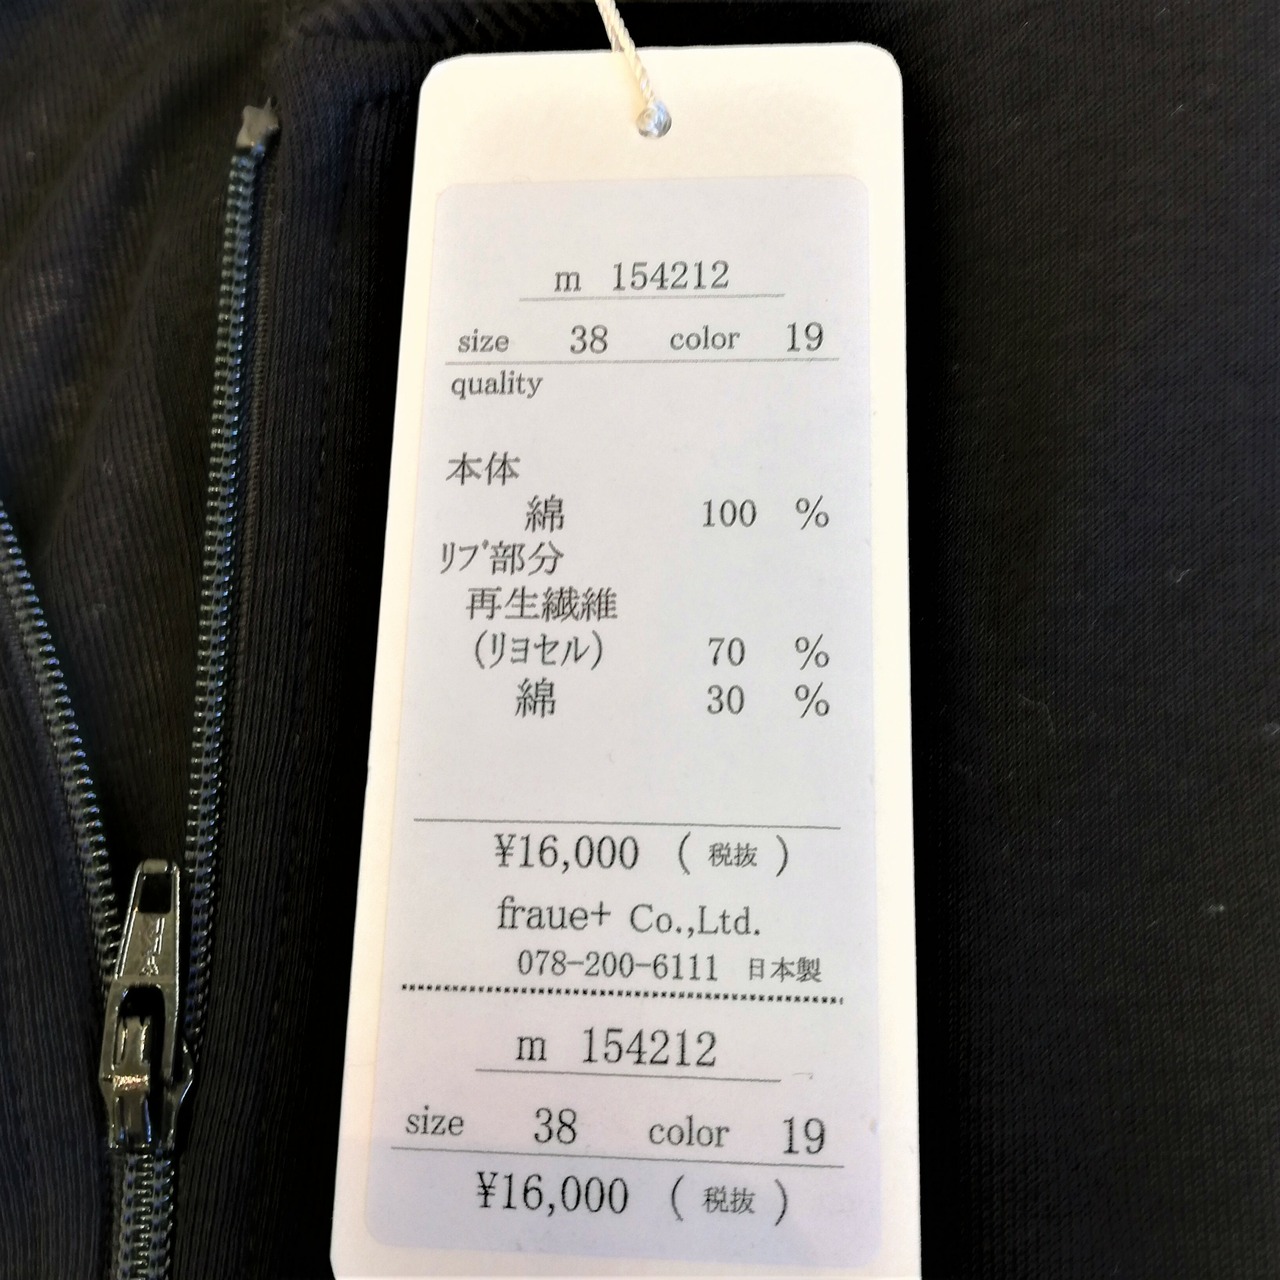 m 154212
size 38 color 19
quality
本体
綿 100 %
ﾘﾌﾞ部分
再生繊維
(リヨセル) 70 %
綿 30 %
¥16,000 (税抜)
fraue+ Co.,Ltd.
078-200-6111 日本製
m 154212
size 38 color 19
¥16,000 (税抜)